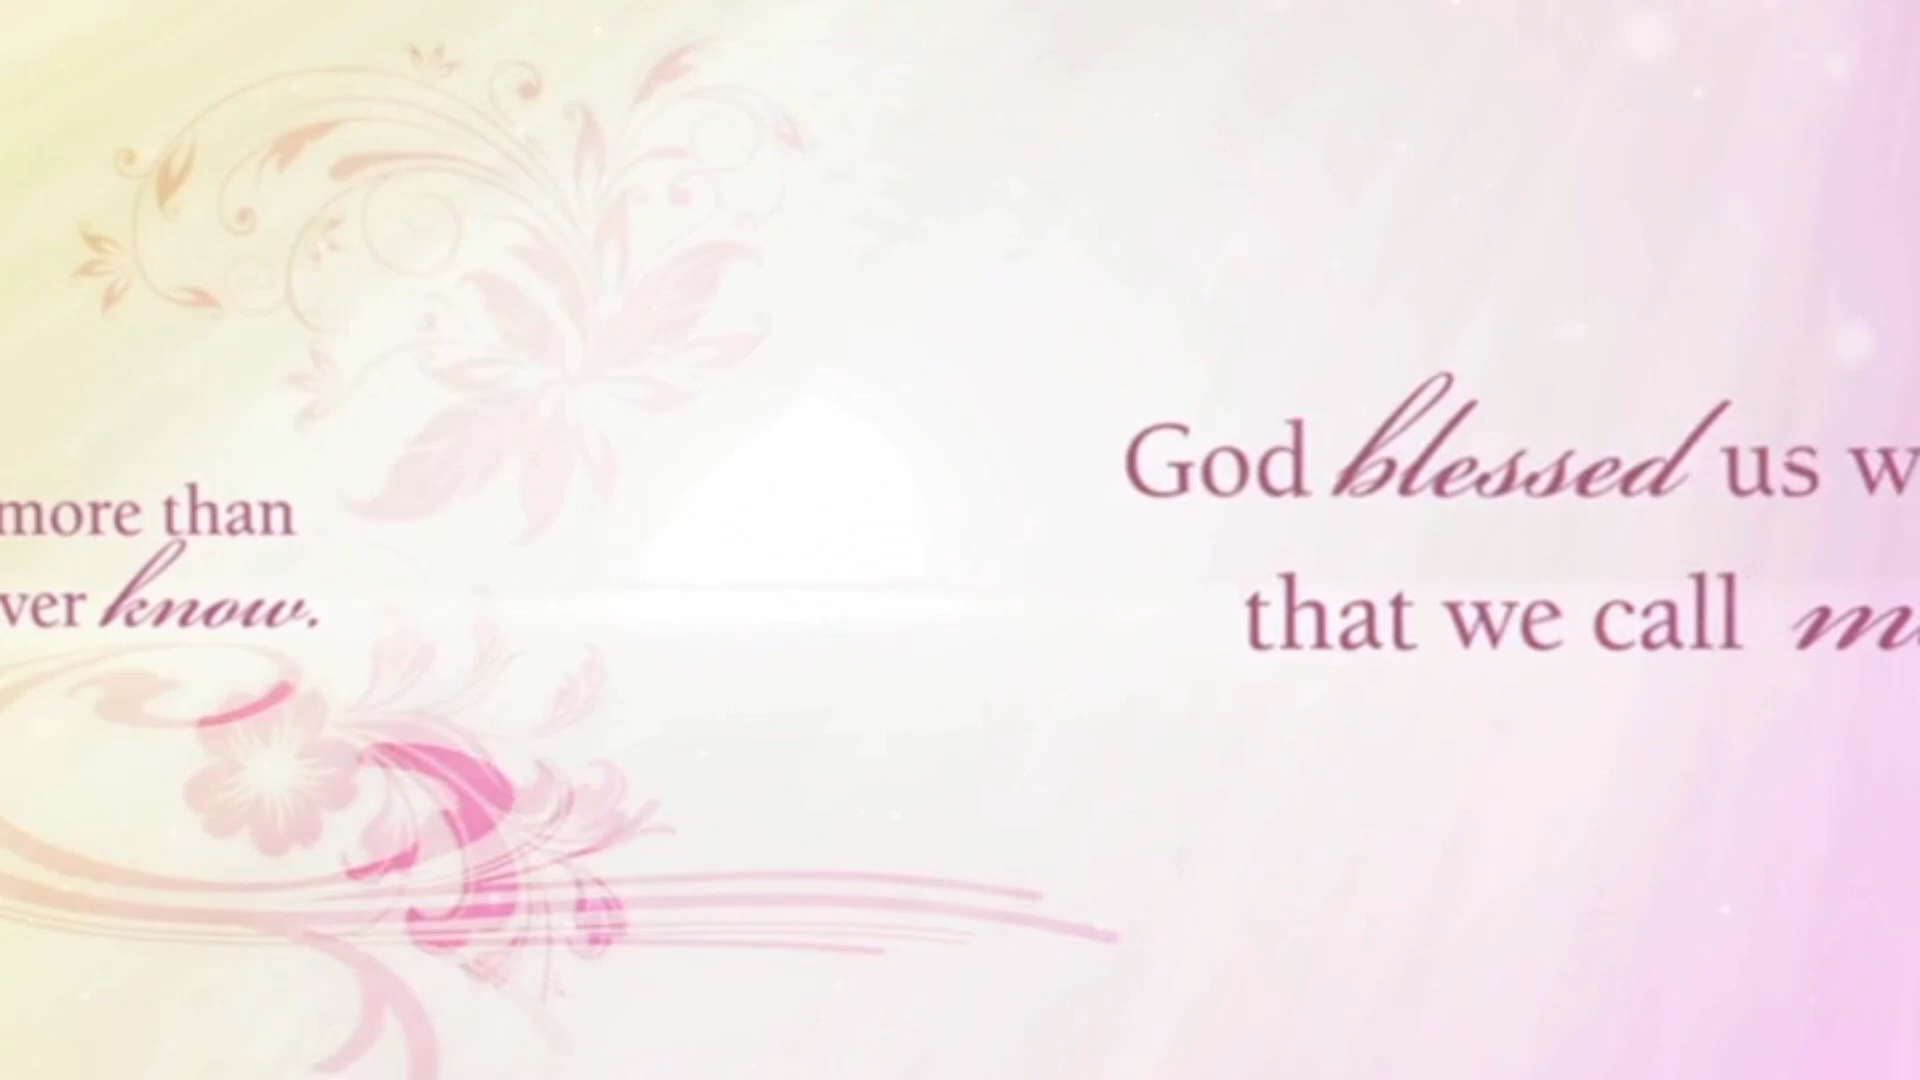 more than
ver know.
God blessed us w
that we call m